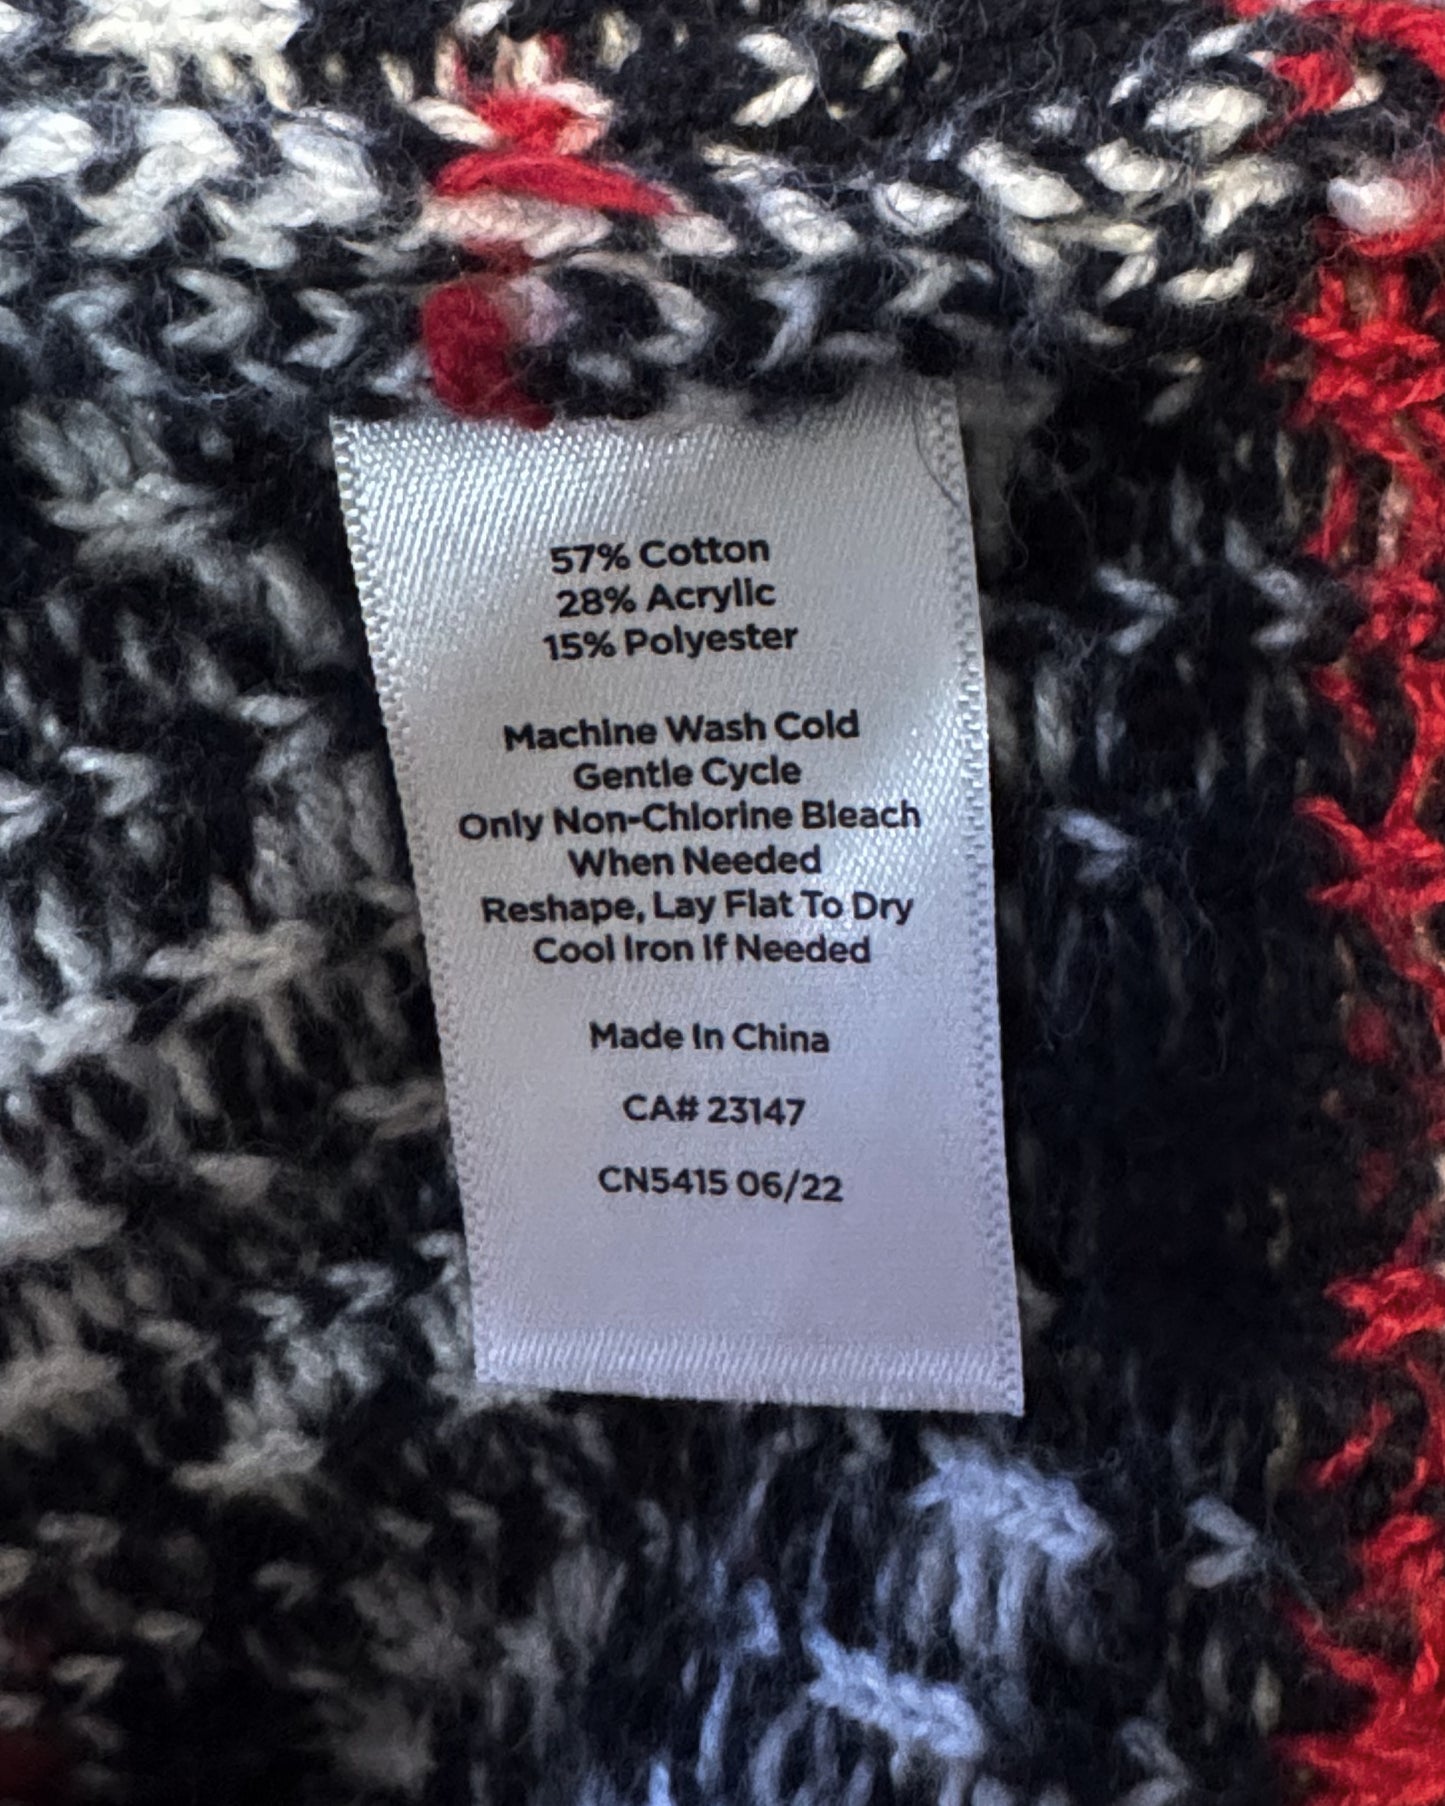 57% Cotton
28% Acrylic
15% Polyester
Machine Wash Cold
Gentle Cycle
Only Non-Chlorine Bleach
When Needed
Reshape, Lay Flat To Dry
Cool Iron If Needed
Made In China
CA# 23147
CN5415 06/22